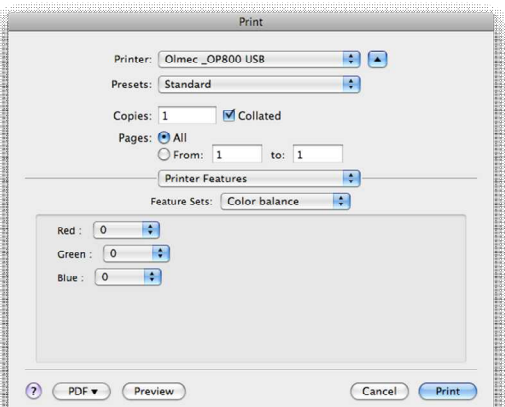 Print
Printer: Olmec _OP800 USB
Presets: Standard
Copies: 1 Collated
Pages: All
From: 1 to: 1
Printer Features
Feature Sets: Color balance
Red : 0
Green : 0
Blue : 0
? PDF ▼ Preview Cancel Print